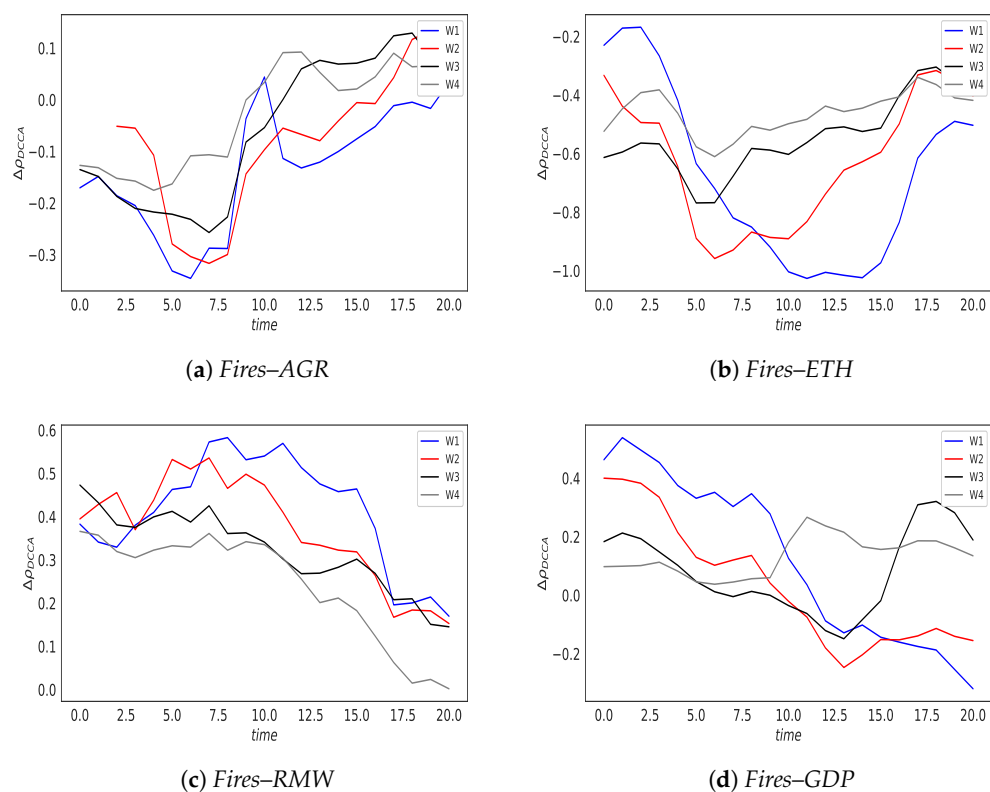 0.1
0.0
−0.1
−0.2
−0.3
ΔρDCCA
W1
W2
W3
W4
0.0 2.5 5.0 7.5 10.0 12.5 15.0 17.5 20.0
time
(a) Fires–AGR
−0.2
−0.4
−0.6
−0.8
−1.0
ΔρDCCA
W1
W2
W3
W4
0.0 2.5 5.0 7.5 10.0 12.5 15.0 17.5 20.0
time
(b) Fires–ETH
0.6
0.5
0.4
0.3
0.2
0.1
0.0
ΔρDCCA
W1
W2
W3
W4
0.0 2.5 5.0 7.5 10.0 12.5 15.0 17.5 20.0
time
(c) Fires–RMW
0.4
0.2
0.0
−0.2
ΔρDCCA
W1
W2
W3
W4
0.0 2.5 5.0 7.5 10.0 12.5 15.0 17.5 20.0
time
(d) Fires–GDP